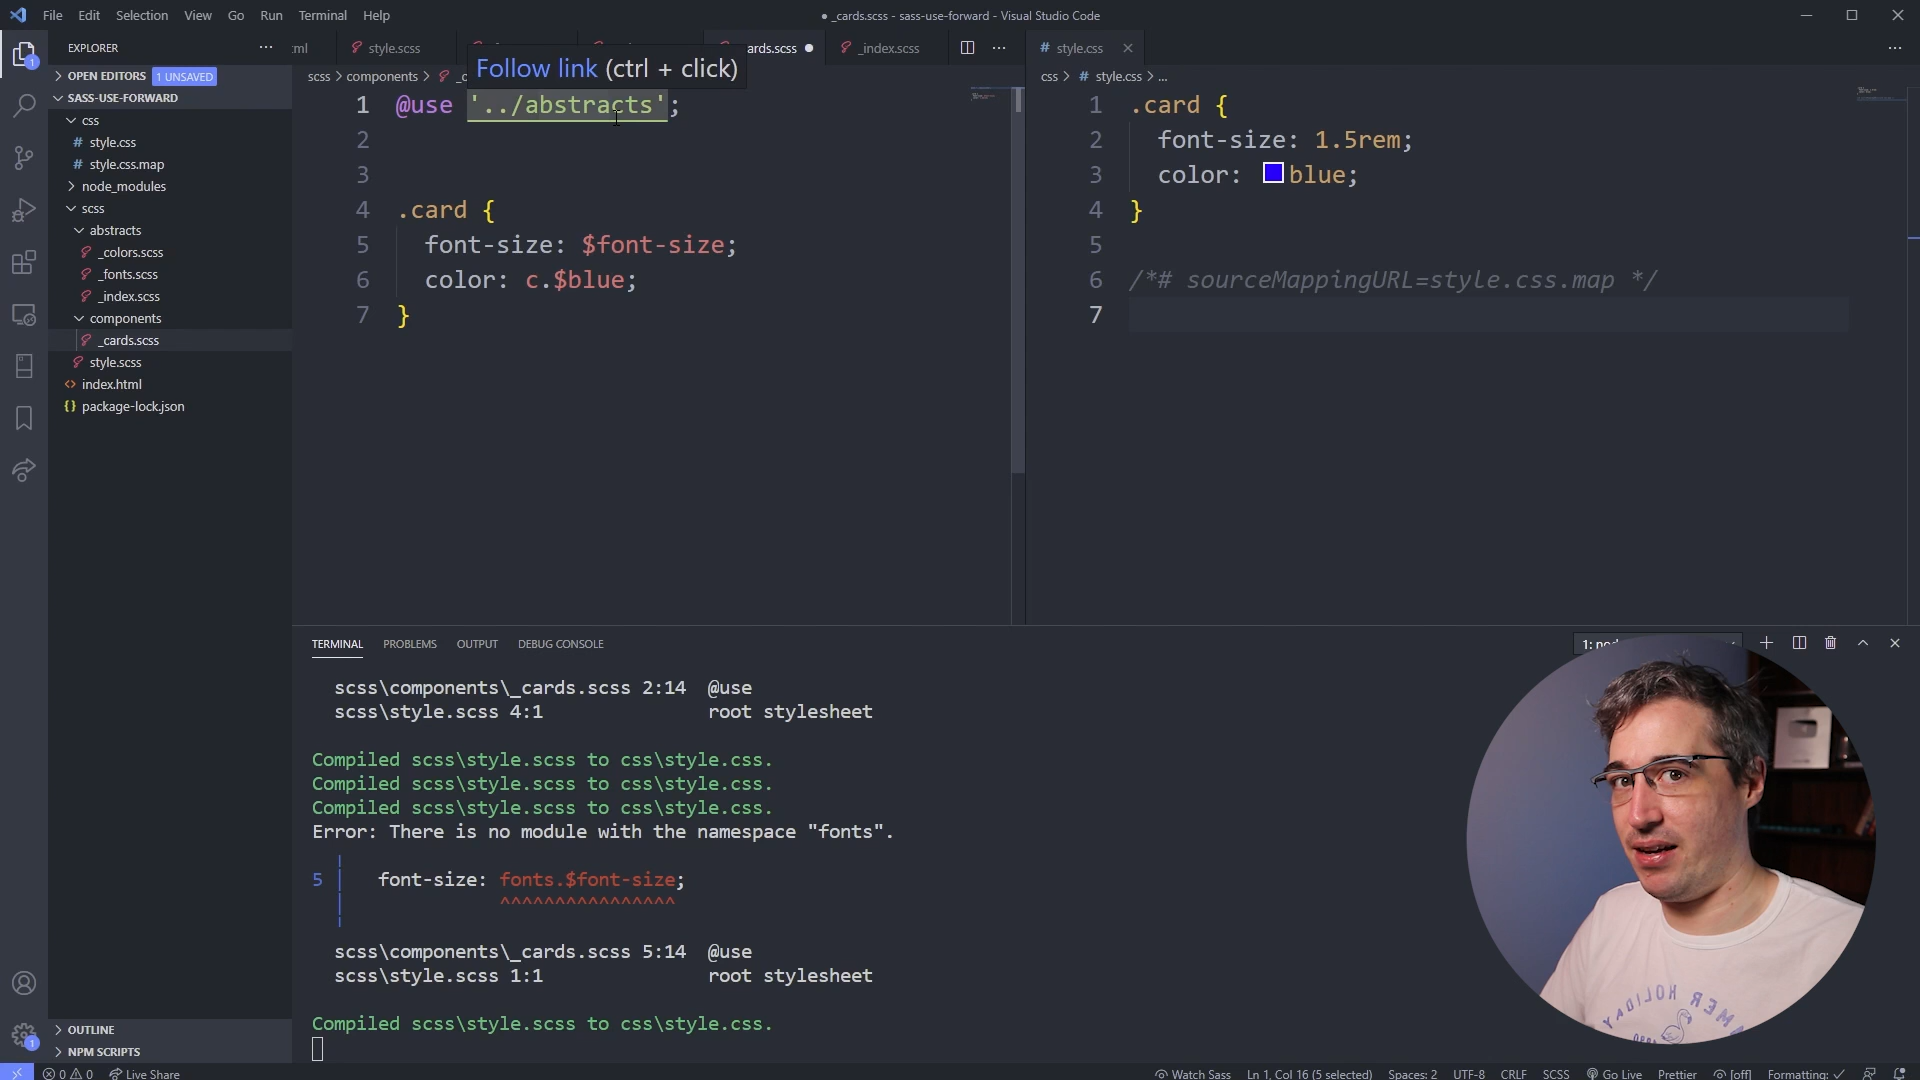 File Edit Selection View Go Run Terminal Help
● _cards.scss - sass-use-forward - Visual Studio Code
EXPLORER
style.scss
ards.scss
_index.scss
style.css
OPEN EDITORS 1 UNSAVED
scss > components >
css > # style.css > ...
Follow link (ctrl + click)
SASS-USE-FORWARD
css
# style.css
# style.css.map
node_modules
scss
abstracts
_colors.scss
_fonts.scss
_index.scss
components
_cards.scss
style.scss
<> index.html
{} package-lock.json
1 @use '../abstracts';
2
3
4 .card {
5 font-size: $font-size;
6 color: c.$blue;
7 }
1 .card {
2 font-size: 1.5rem;
3 color: blue;
4 }
5
6 /*# sourceMappingURL=style.css.map */
7
TERMINAL PROBLEMS OUTPUT DEBUG CONSOLE
scss\components\_cards.scss 2:14 @use
scss\style.scss 4:1 root stylesheet
Compiled scss\style.scss to css\style.css.
Compiled scss\style.scss to css\style.css.
Compiled scss\style.scss to css\style.css.
Error: There is no module with the namespace "fonts".
5 | font-size: fonts.$font-size;
^^^^^^^^^^^^^^^^
scss\components\_cards.scss 5:14 @use
scss\style.scss 1:1 root stylesheet
Compiled scss\style.scss to css\style.css.
OUTLINE
NPM SCRIPTS
0 0 Live Share
Watch Sass Ln 1, Col 16 (5 selected) Spaces: 2 UTF-8 CRLF SCSS Go Live Prettier [off] Formatting: ✓